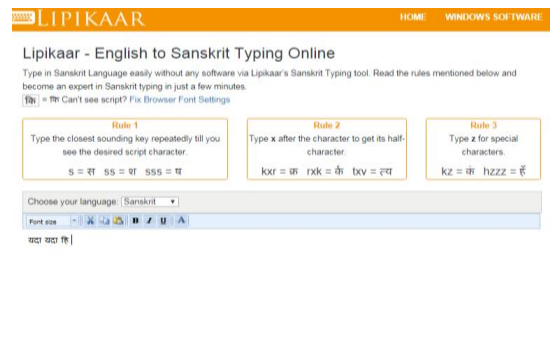 LIPIKAAR
HOME WINDOWS SOFTWARE
Lipikaar - English to Sanskrit Typing Online
Type in Sanskrit Language easily without any software via Lipikaar's Sanskrit Typing tool. Read the rules mentioned below and
become an expert in Sanskrit typing in just a few minutes.
= कि Can't see script? Fix Browser Font Settings
Rule 1
Type the closest sounding key repeatedly till you
see the desired script character.
s = स ss = श sss = ष
Rule 2
Type x after the character to get its half-
character.
kxr = क्र rxk = र्क txv = त्य
Rule 3
Type z for special
characters.
kz = कं hzzz = हँ
Choose your language: Sanskrit
Font size B I U A
यदा यदा हि